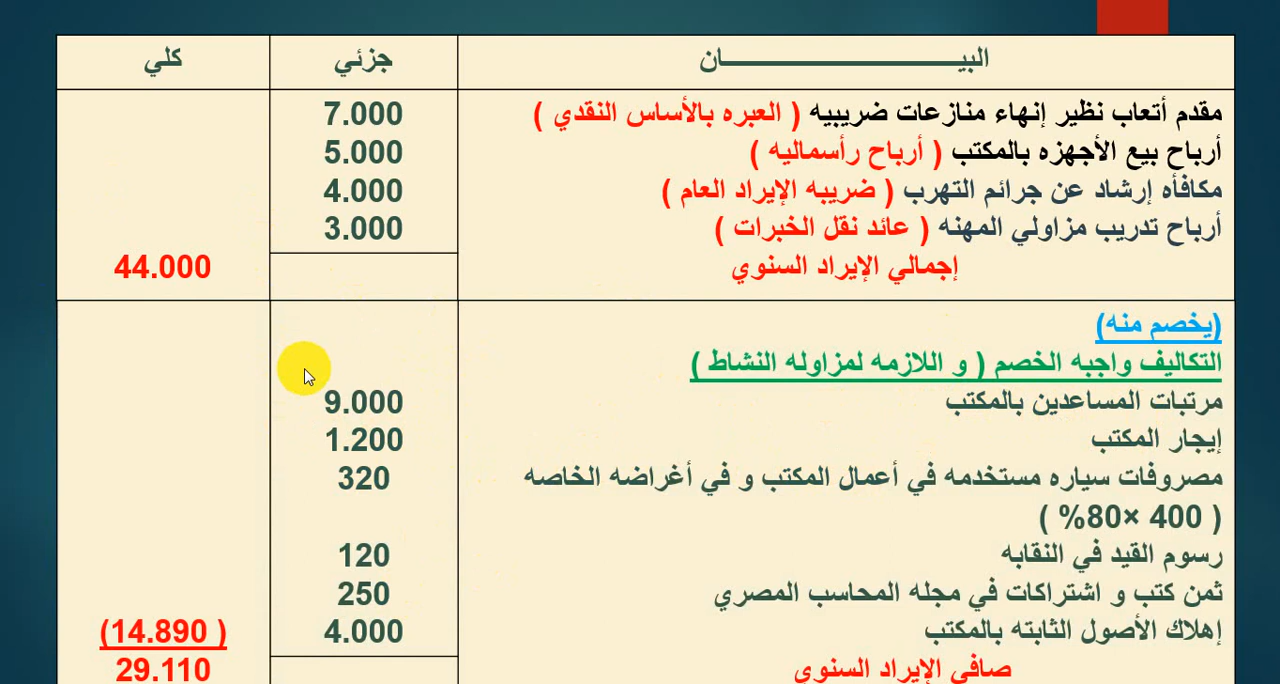 البيــــــــــــان جزئي كلي
مقدم أتعاب نظير إنهاء منازعات ضريبيه ( العبره بالأساس النقدي ) 7.000
أرباح بيع الأجهزه بالمكتب ( أرباح رأسماليه ) 5.000
مكافأه إرشاد عن جرائم التهرب ( ضريبه الإيراد العام ) 4.000
أرباح تدريب مزاولي المهنه ( عائد نقل الخبرات ) 3.000
إجمالي الإيراد السنوي 44.000
(يخصم منه)
التكاليف واجبه الخصم ( و اللازمه لمزاوله النشاط )
مرتبات المساعدين بالمكتب 9.000
إيجار المكتب 1.200
مصروفات سياره مستخدمه في أعمال المكتب و في أغراضه الخاصه 320
( 400 ×80% )
رسوم القيد في النقابه 120
ثمن كتب و اشتراكات في مجله المحاسب المصري 250
إهلاك الأصول الثابته بالمكتب 4.000 (14.890 )
صافي الإيراد السنوي 29.110